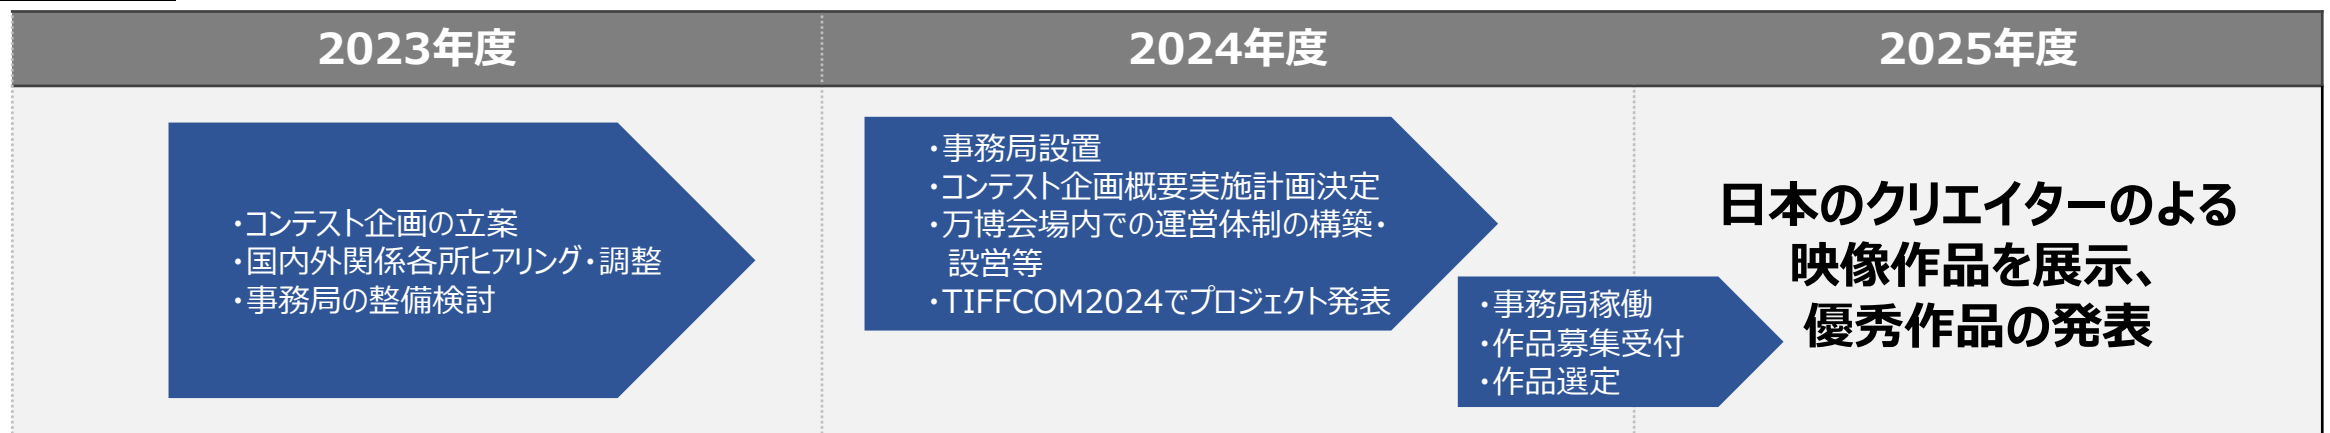 2023年度
2024年度
2025年度
・コンテスト企画の立案
・国内外関係各所ヒアリング・調整
・事務局の整備検討
・事務局設置
・コンテスト企画概要実施計画決定
・万博会場内での運営体制の構築・
設営等
・TIFFCOM2024でプロジェクト発表
・事務局稼働
・作品募集受付
・作品選定
日本のクリエイターのよる
映像作品を展示、
優秀作品の発表